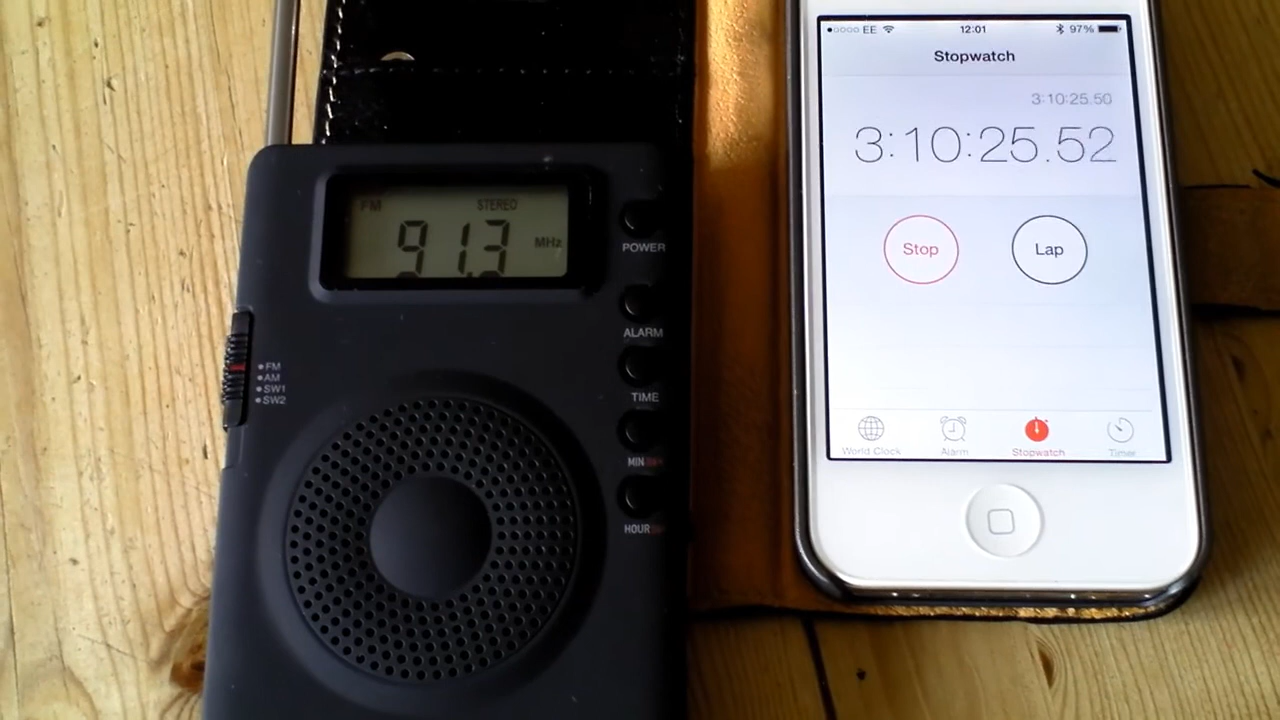 FM STEREO
91.3 MHz
POWER
ALARM
TIME
MIN
HOUR
FM
AM
SW1
SW2
EE 12:01 97%
Stopwatch
3:10:25.50
3:10:25.52
Stop Lap
World Clock Alarm Stopwatch Timer